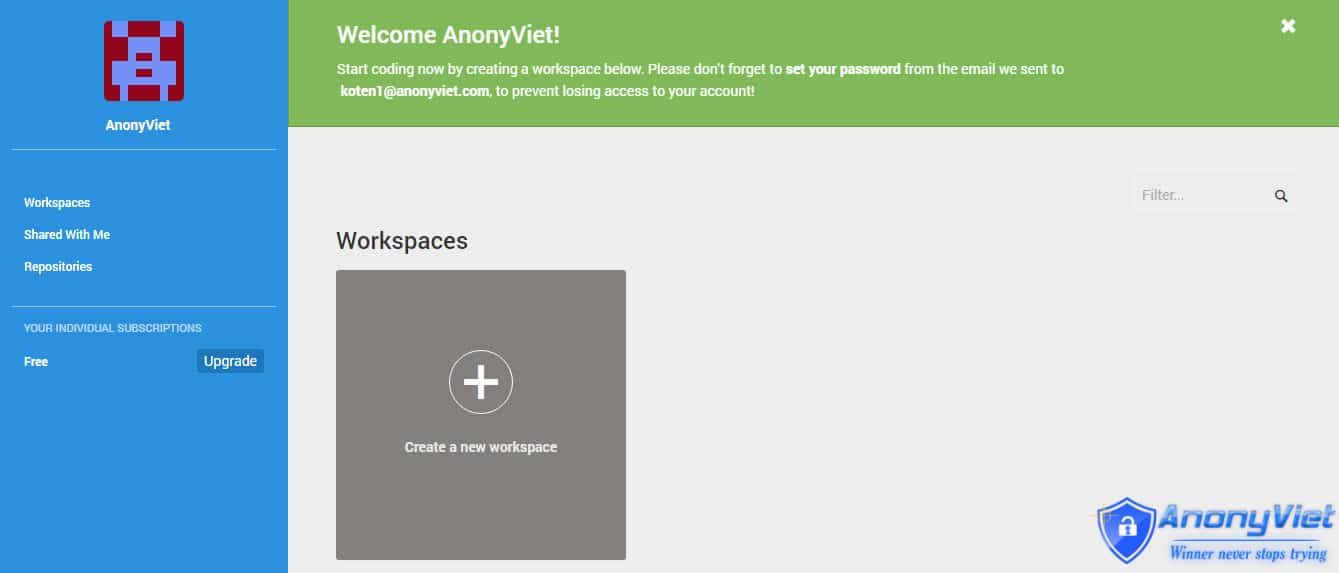 AnonyViet
Workspaces
Shared With Me
Repositories
YOUR INDIVIDUAL SUBSCRIPTIONS
Free
Upgrade
Welcome AnonyViet!
Start coding now by creating a workspace below. Please don't forget to set your password from the email we sent to
koten1@anonyviet.com, to prevent losing access to your account!
Filter...
Workspaces
Create a new workspace
AnonyViet
Winner never stops trying